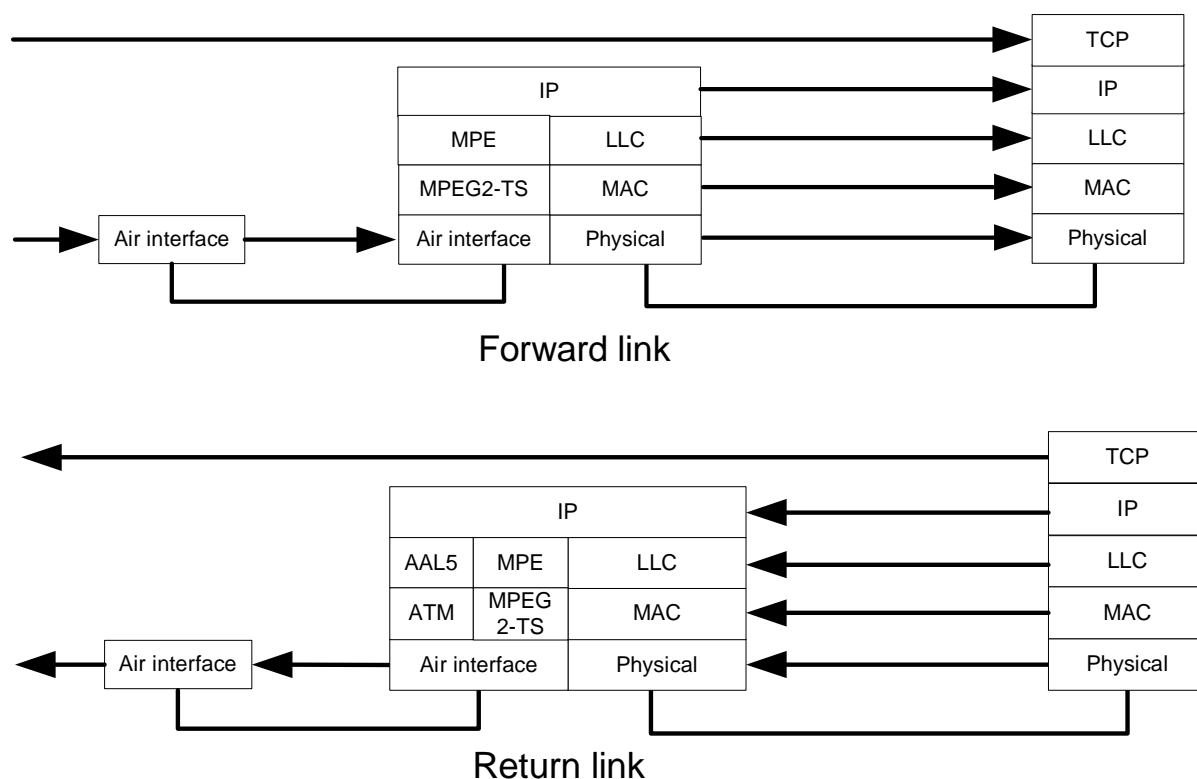 TCP
IP
IP
MPE
LLC
LLC
MPEG2-TS
MAC
MAC
Air interface
Air interface
Physical
Physical
Forward link
TCP
IP
IP
AAL5
MPE
LLC
LLC
ATM
MPEG
2-TS
MAC
MAC
Air interface
Air interface
Physical
Physical
Return link